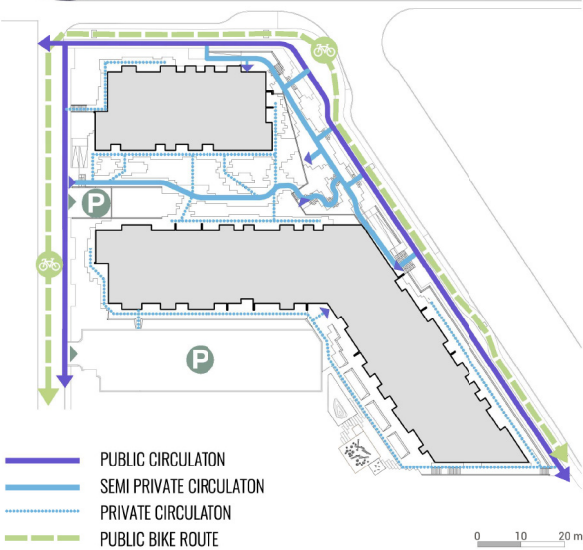 P
P
PUBLIC CIRCULATON
SEMI PRIVATE CIRCULATON
PRIVATE CIRCULATON
PUBLIC BIKE ROUTE
0 10 20 m